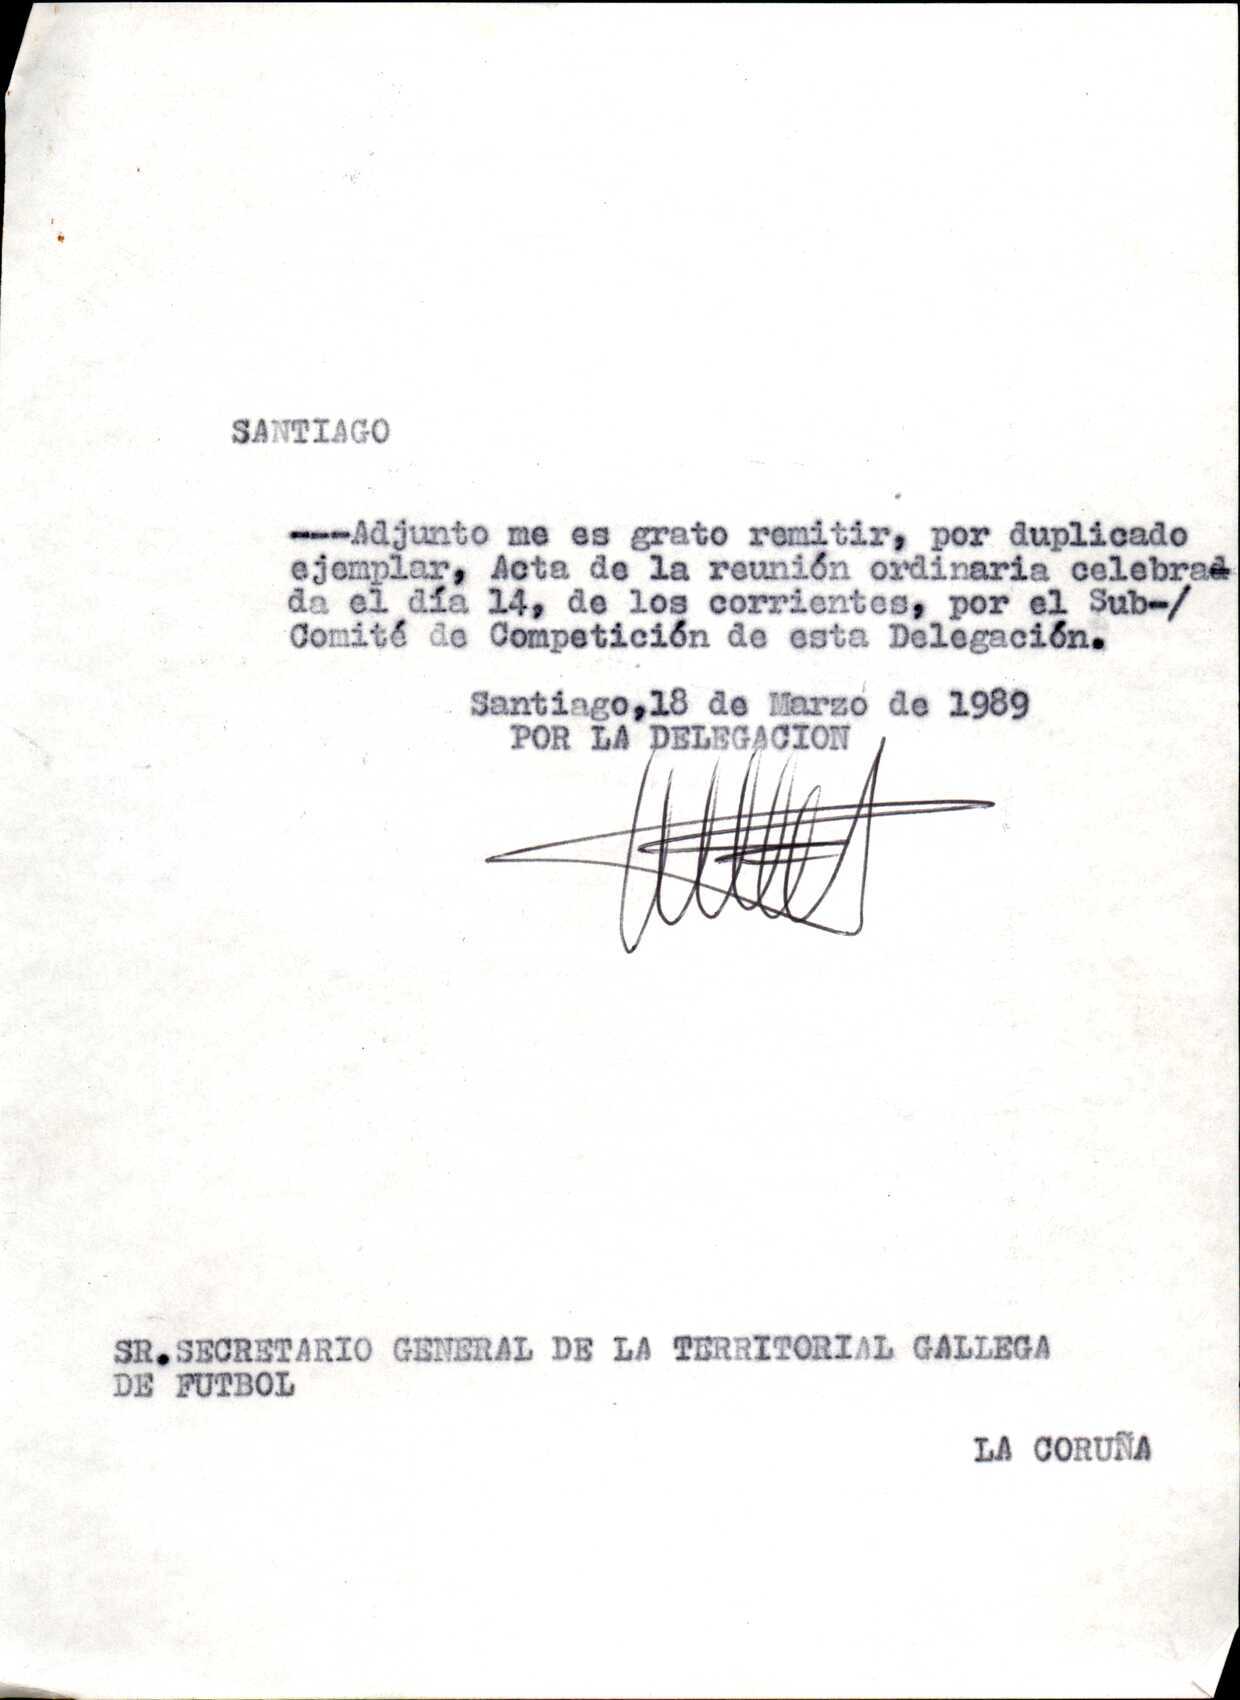 SANTIAGO
---Adjunto me es grato remitir, por duplicado
ejemplar, Acta de la reunión ordinaria celebra-
da el día 14, de los corrientes, por el Sub-/
Comité de Competición de esta Delegación.
Santiago,18 de Marzo de 1989
POR LA DELEGACION
SR.SECRETARIO GENERAL DE LA TERRITORIAL GALLEGA
DE FUTBOL
LA CORUÑA